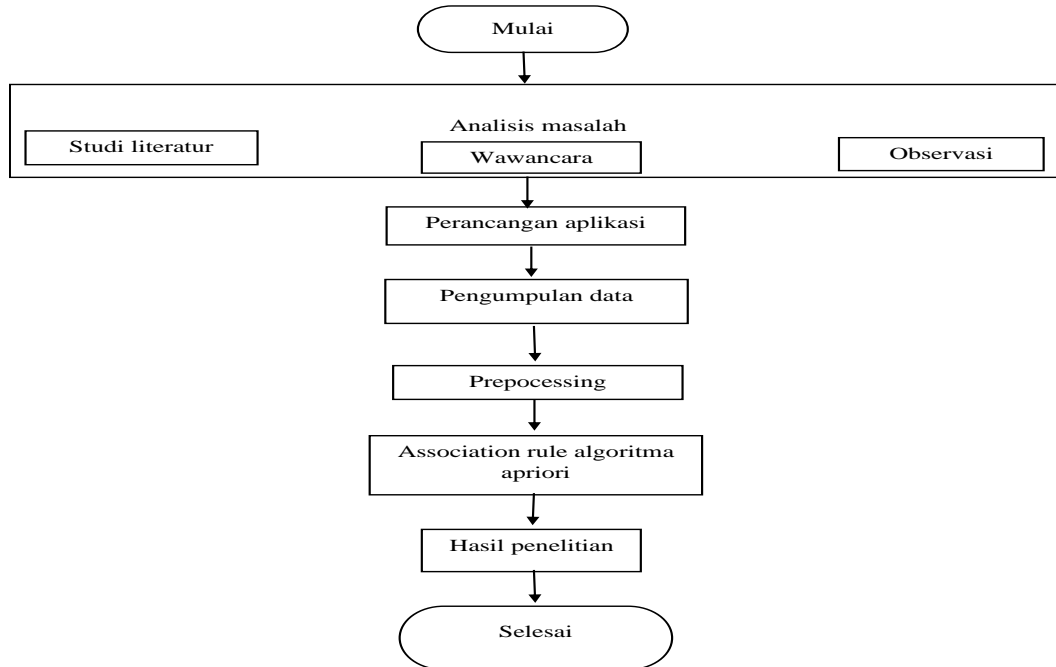 Mulai
Analisis masalah
Studi literatur
Wawancara
Observasi
Perancangan aplikasi
Pengumpulan data
Prepocessing
Association rule algoritma
apriori
Hasil penelitian
Selesai